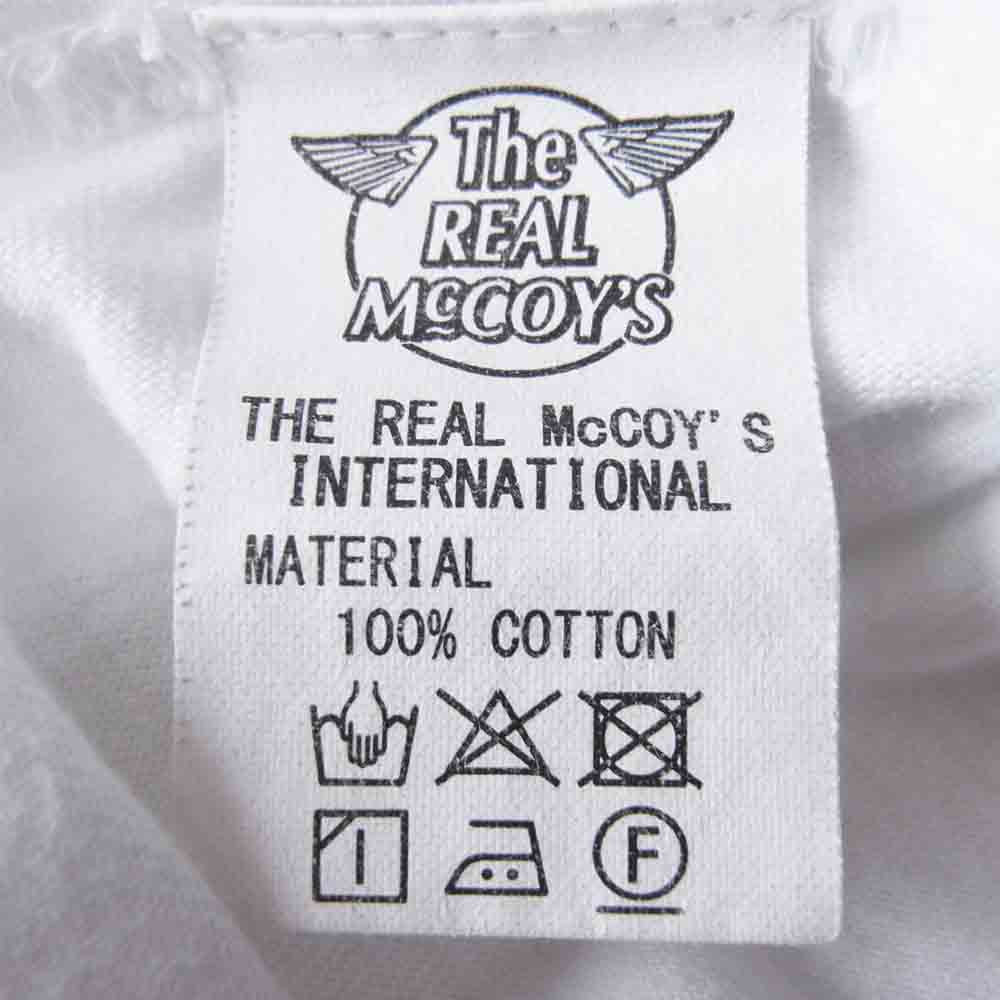 The
REAL
McCOY'S
THE REAL McCOY'S
INTERNATIONAL
MATERIAL
100% COTTON
F